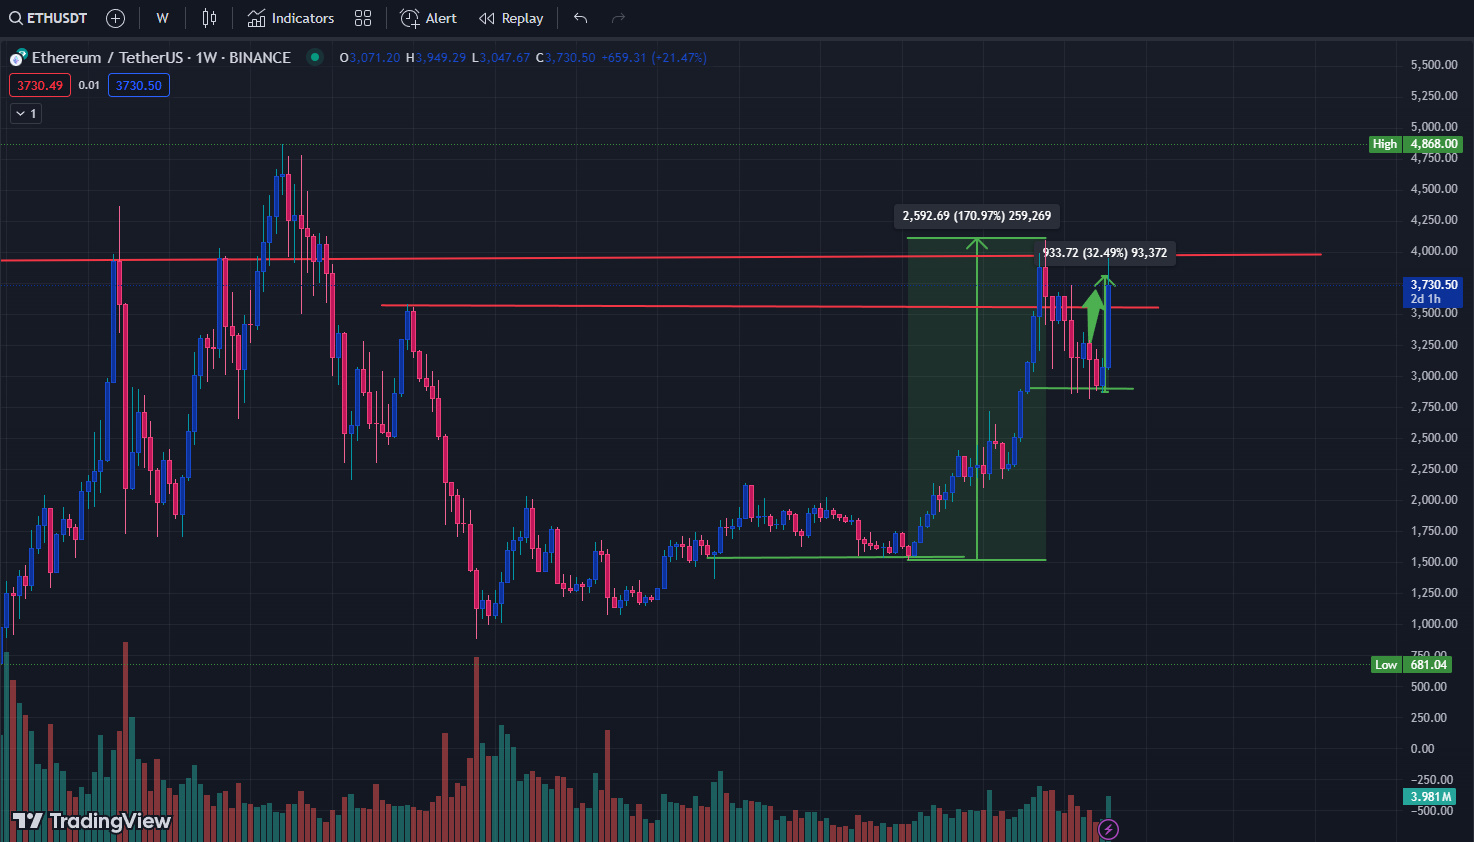 ETHUSDT W Indicators Alert Replay
Ethereum / TetherUS · 1W · BINANCE O3,071.20 H3,949.29 L3,047.67 C3,730.50 +659.31 (+21.47%)
3730.49 0.01 3730.50
1
5,500.00
5,250.00
5,000.00
High 4,868.00
4,750.00
4,500.00
4,250.00
2,592.69 (170.97%) 259,269
4,000.00
933.72 (32.49%) 93,372
3,730.50
2d 1h
3,500.00
3,250.00
3,000.00
2,750.00
2,500.00
2,250.00
2,000.00
1,750.00
1,500.00
1,250.00
1,000.00
750.00
Low 681.04
500.00
250.00
0.00
−250.00
3.981M
−500.00
TradingView